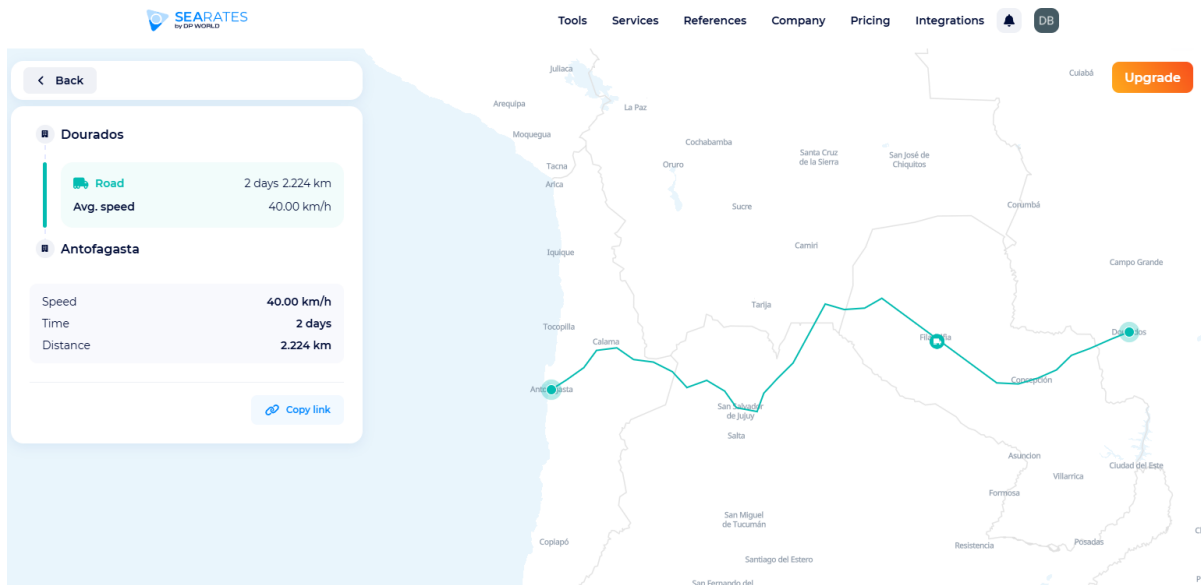 SEARATES
by DP WORLD
Tools Services References Company Pricing Integrations DB
Back
Upgrade
Dourados
Road 2 days 2.224 km
Avg. speed 40.00 km/h
Antofagasta
Speed 40.00 km/h
Time 2 days
Distance 2.224 km
Copy link
Juliaca
Cuiabá
Arequipa
La Paz
Moquegua
Cochabamba
Santa Cruz
de la Sierra
San José de
Chiquitos
Tacna
Oruro
Arica
Sucre
Corumbá
Camiri
Iquique
Campo Grande
Tarija
Tocopilla
Calama
Concepción
San Salvador
de Jujuy
Salta
Asuncion
Ciudad del Este
Villarrica
Formosa
San Miguel
de Tucumán
Copiapó
Resistencia
Posadas
Santiago del Estero
San Fernando del